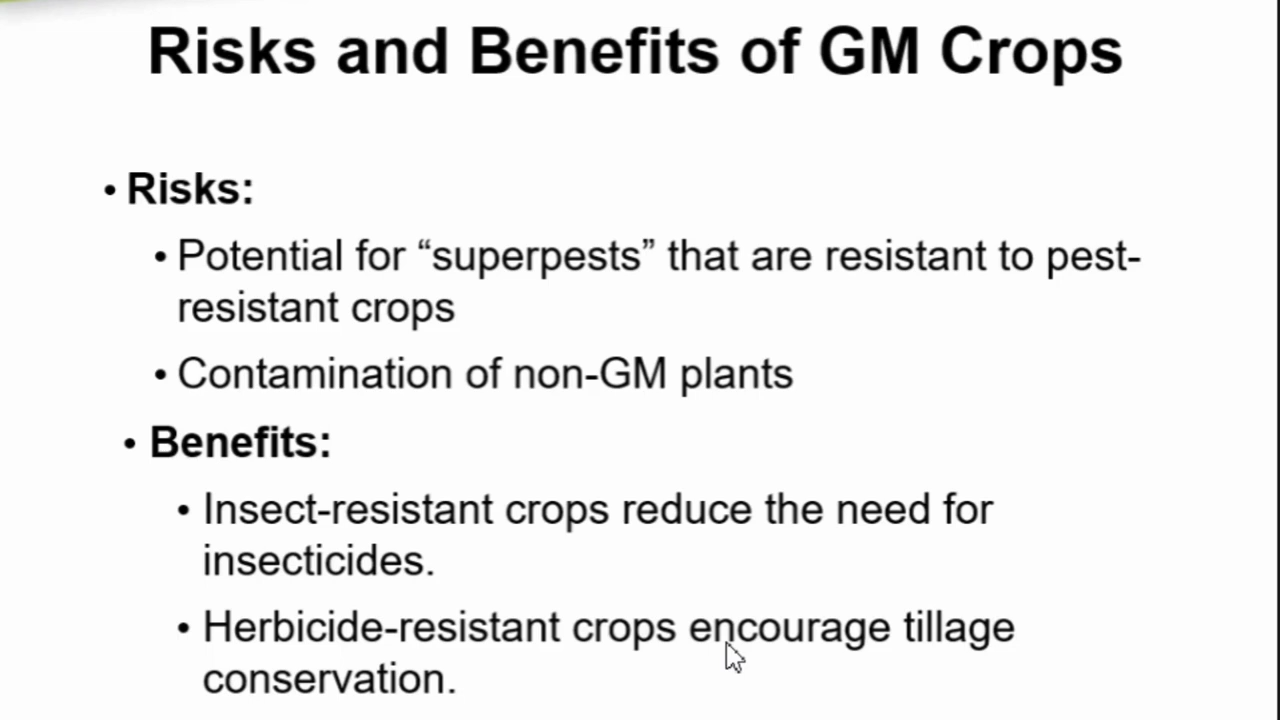 Risks and Benefits of GM Crops
• Risks:
• Potential for “superpests” that are resistant to pest-
resistant crops
• Contamination of non-GM plants
• Benefits:
• Insect-resistant crops reduce the need for
insecticides.
• Herbicide-resistant crops encourage tillage
conservation.